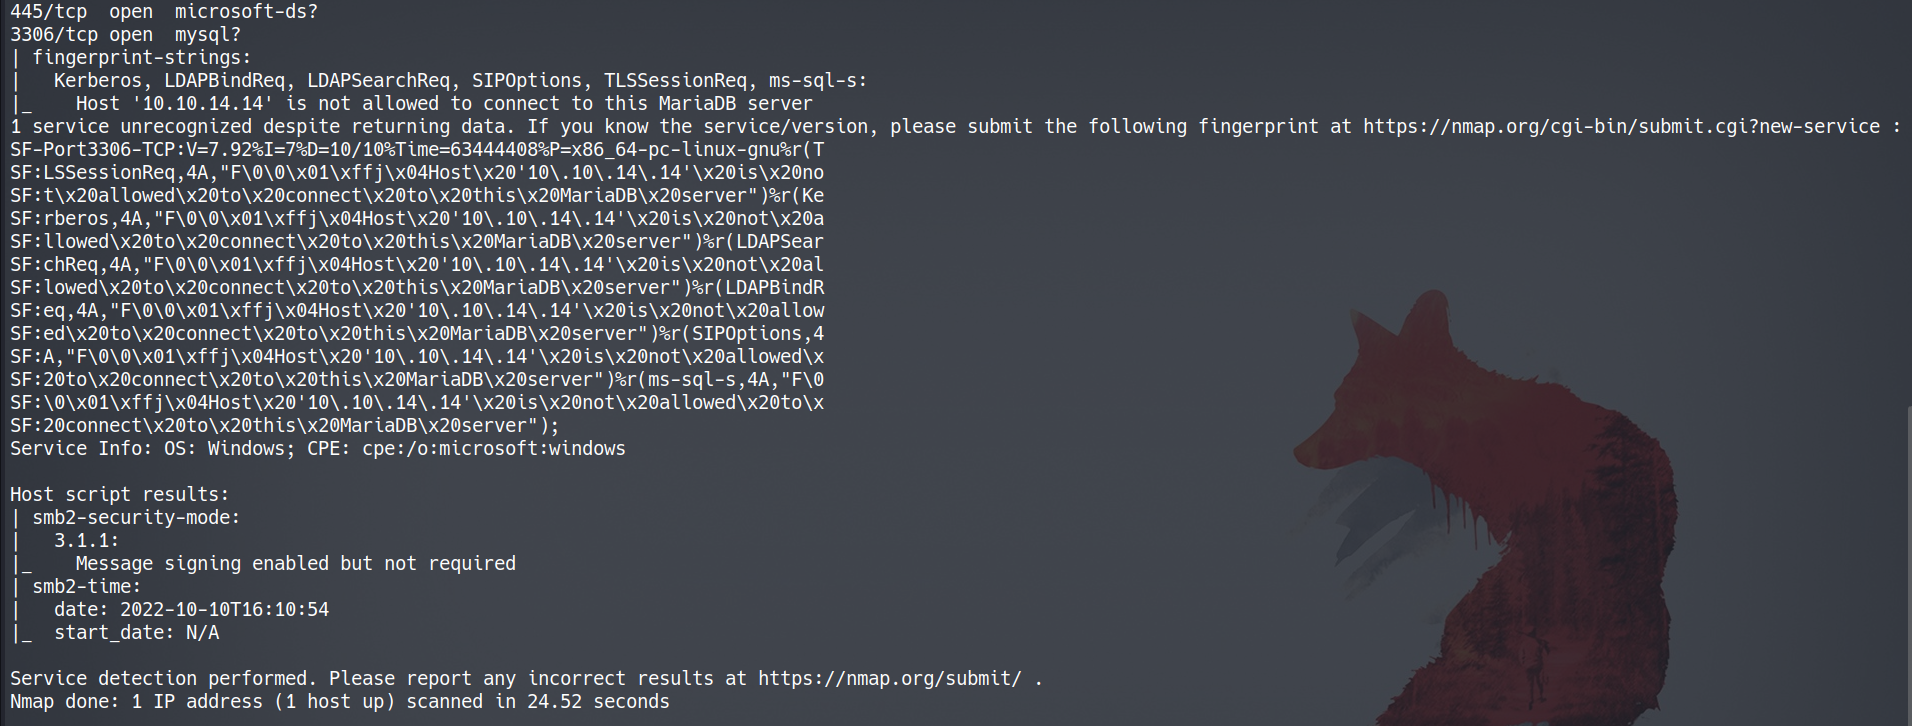 445/tcp  open  microsoft-ds?
3306/tcp open  mysql?
| fingerprint-strings:
|   Kerberos, LDAPBindReq, LDAPSearchReq, SIPOptions, TLSSessionReq, ms-sql-s:
|_    Host '10.10.14.14' is not allowed to connect to this MariaDB server
1 service unrecognized despite returning data. If you know the service/version, please submit the following fingerprint at https://nmap.org/cgi-bin/submit.cgi?new-service :
SF-Port3306-TCP:V=7.92%I=7%D=10/10%Time=63444408%P=x86_64-pc-linux-gnu%r(T
SF:LSSessionReq,4A,"F\0\0\x01\xffj\x04Host\x20'10\.10\.14\.14'\x20is\x20no
SF:t\x20allowed\x20to\x20connect\x20to\x20this\x20MariaDB\x20server")%r(Ke
SF:rberos,4A,"F\0\0\x01\xffj\x04Host\x20'10\.10\.14\.14'\x20is\x20not\x20a
SF:llowed\x20to\x20connect\x20to\x20this\x20MariaDB\x20server")%r(LDAPSear
SF:chReq,4A,"F\0\0\x01\xffj\x04Host\x20'10\.10\.14\.14'\x20is\x20not\x20al
SF:lowed\x20to\x20connect\x20to\x20this\x20MariaDB\x20server")%r(LDAPBindR
SF:eq,4A,"F\0\0\x01\xffj\x04Host\x20'10\.10\.14\.14'\x20is\x20not\x20allow
SF:ed\x20to\x20connect\x20to\x20this\x20MariaDB\x20server")%r(SIPOptions,4
SF:A,"F\0\0\x01\xffj\x04Host\x20'10\.10\.14\.14'\x20is\x20not\x20allowed\x
SF:20to\x20connect\x20to\x20this\x20MariaDB\x20server")%r(ms-sql-s,4A,"F\0
SF:\0\x01\xffj\x04Host\x20'10\.10\.14\.14'\x20is\x20not\x20allowed\x20to\x
SF:20connect\x20to\x20this\x20MariaDB\x20server");
Service Info: OS: Windows; CPE: cpe:/o:microsoft:windows

Host script results:
| smb2-security-mode:
|   3.1.1:
|_    Message signing enabled but not required
| smb2-time:
|   date: 2022-10-10T16:10:54
|_  start_date: N/A

Service detection performed. Please report any incorrect results at https://nmap.org/submit/ .
Nmap done: 1 IP address (1 host up) scanned in 24.52 seconds